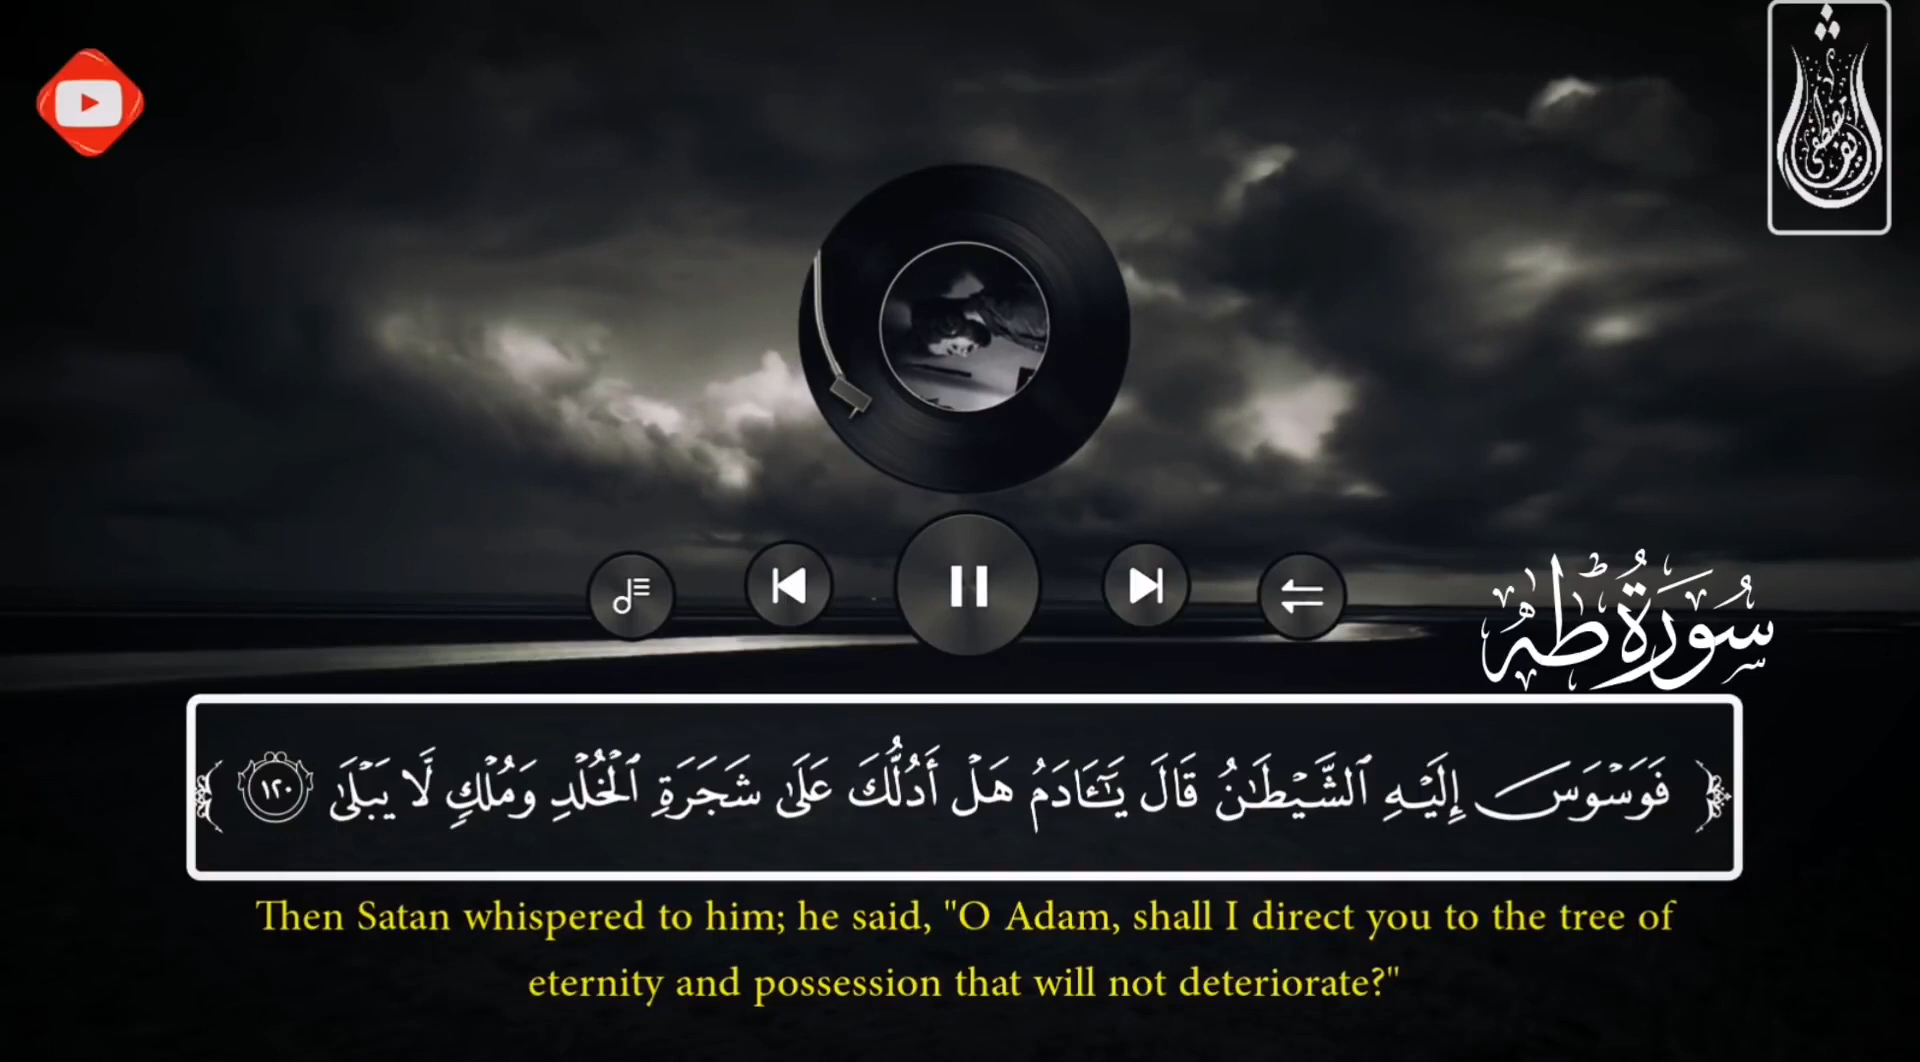 سُورَةُ طه
فَوَسْوَسَ إِلَيْهِ ٱلشَّيْطَٰنُ قَالَ يَٰٓـَٔادَمُ هَلْ أَدُلُّكَ عَلَىٰ شَجَرَةِ ٱلْخُلْدِ وَمُلْكٍ لَّا يَبْلَىٰ ١٢٠
Then Satan whispered to him; he said, "O Adam, shall I direct you to the tree of
eternity and possession that will not deteriorate?"